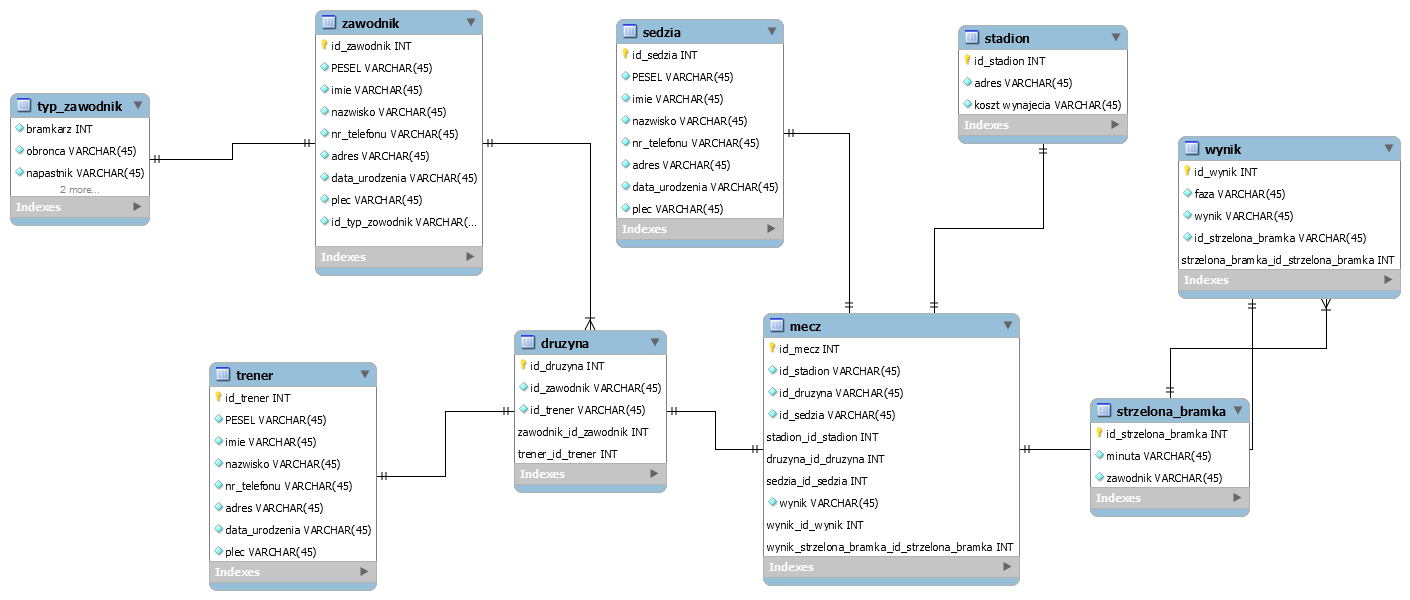 typ_zawodnik
bramkarz INT
obronca VARCHAR(45)
napastnik VARCHAR(45)
2 more...
Indexes
zawodnik
id_zawodnik INT
PESEL VARCHAR(45)
imie VARCHAR(45)
nazwisko VARCHAR(45)
nr_telefonu VARCHAR(45)
adres VARCHAR(45)
data_urodzenia VARCHAR(45)
plec VARCHAR(45)
id_typ_zowodnik VARCHAR(...
Indexes
sedzia
id_sedzia INT
PESEL VARCHAR(45)
imie VARCHAR(45)
nazwisko VARCHAR(45)
nr_telefonu VARCHAR(45)
adres VARCHAR(45)
data_urodzenia VARCHAR(45)
plec VARCHAR(45)
Indexes
stadion
id_stadion INT
adres VARCHAR(45)
koszt wynajecia VARCHAR(45)
Indexes
wynik
id_wynik INT
faza VARCHAR(45)
wynik VARCHAR(45)
id_strzelona_bramka VARCHAR(45)
strzelona_bramka_id_strzelona_bramka INT
Indexes
trener
id_trener INT
PESEL VARCHAR(45)
imie VARCHAR(45)
nazwisko VARCHAR(45)
nr_telefonu VARCHAR(45)
adres VARCHAR(45)
data_urodzenia VARCHAR(45)
plec VARCHAR(45)
Indexes
druzyna
id_druzyna INT
id_zawodnik VARCHAR(45)
id_trener VARCHAR(45)
zawodnik_id_zawodnik INT
trener_id_trener INT
Indexes
mecz
id_mecz INT
id_stadion VARCHAR(45)
id_druzyna VARCHAR(45)
id_sedzia VARCHAR(45)
stadion_id_stadion INT
druzyna_id_druzyna INT
sedzia_id_sedzia INT
wynik VARCHAR(45)
wynik_id_wynik INT
wynik_strzelona_bramka_id_strzelona_bramka INT
Indexes
strzelona_bramka
id_strzelona_bramka INT
minuta VARCHAR(45)
zawodnik VARCHAR(45)
Indexes